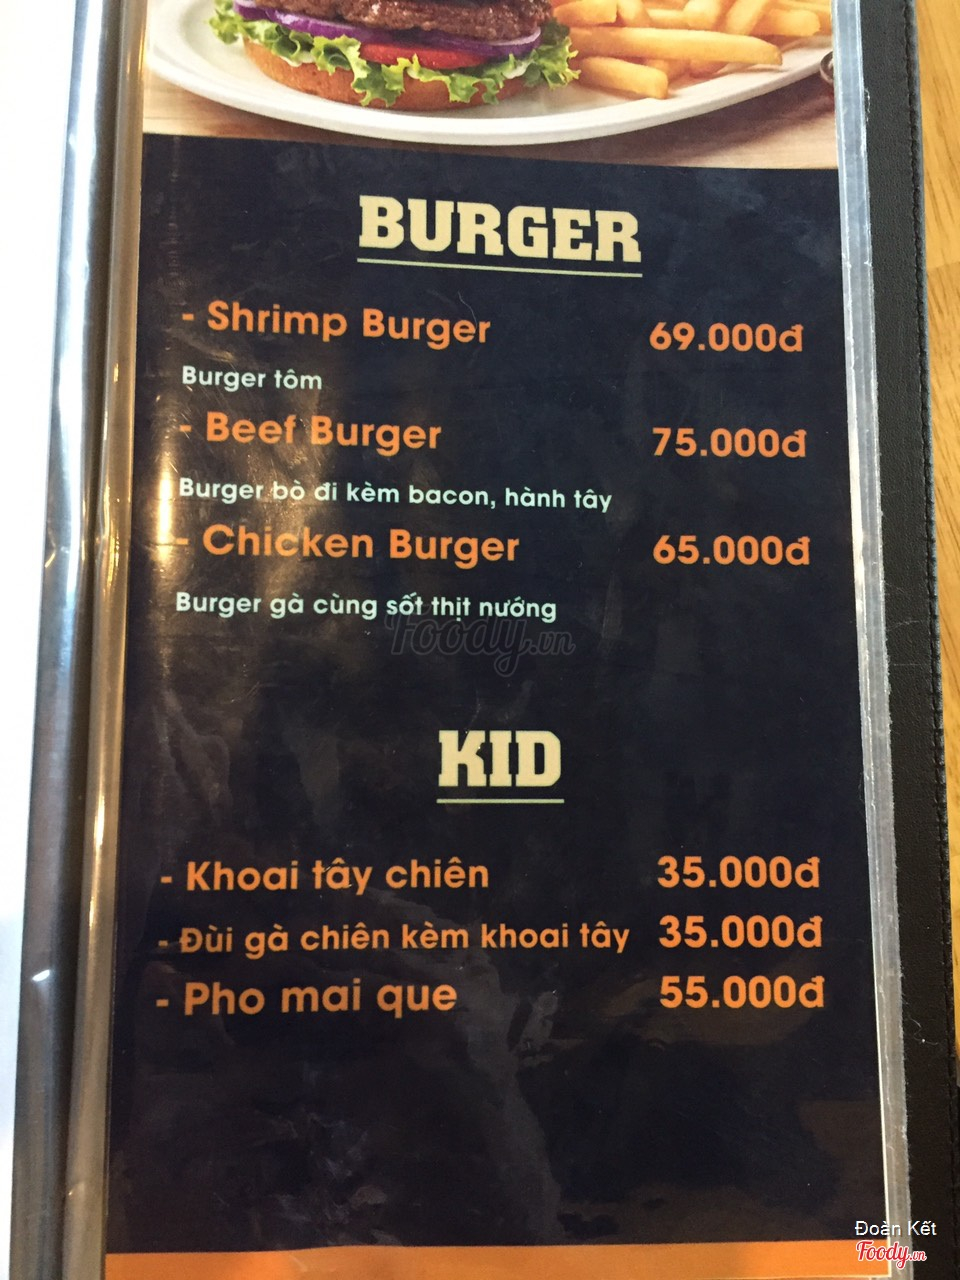 BURGER
- Shrimp Burger 69.000đ
Burger tôm
- Beef Burger 75.000đ
Burger bò đi kèm bacon, hành tây
- Chicken Burger 65.000đ
Burger gà cùng sốt thịt nướng
Foody.vn
KID
- Khoai tây chiên 35.000đ
- Đùi gà chiên kèm khoai tây 35.000đ
- Pho mai que 55.000đ
Đoàn Kết
Foody.vn